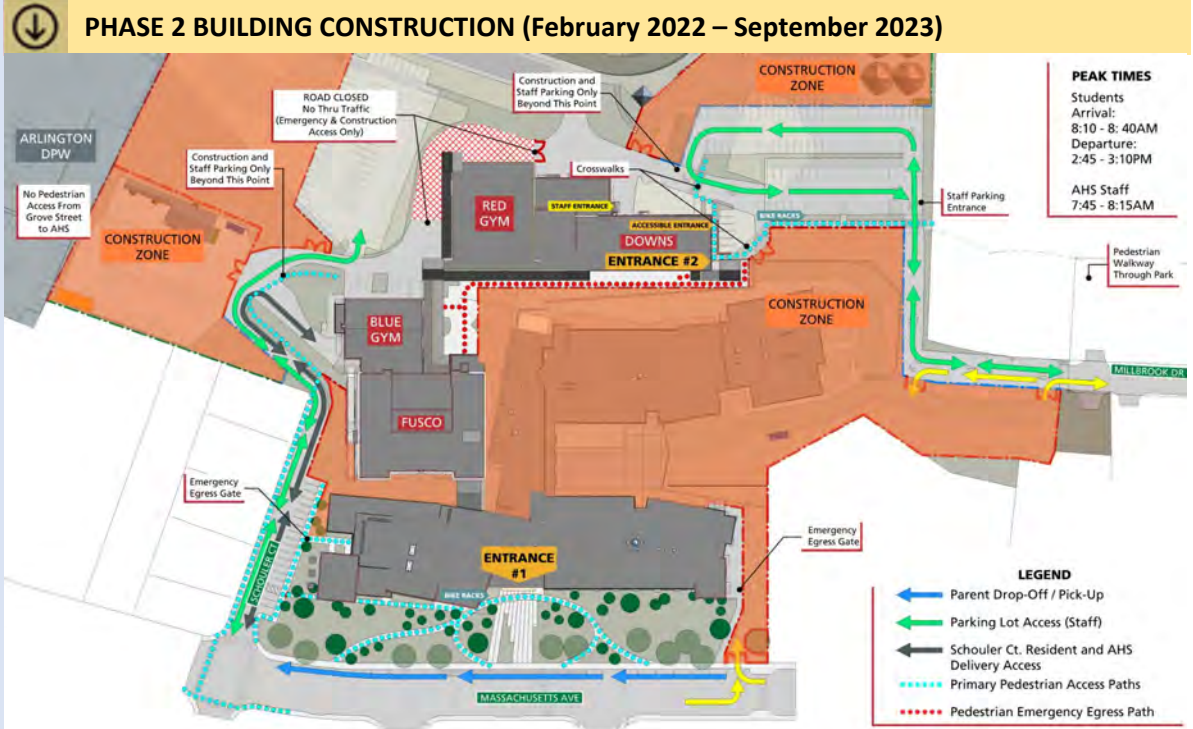 PHASE 2 BUILDING CONSTRUCTION (February 2022 – September 2023)
ARLINGTON
DPW
No Pedestrian
Access From
Grove Street
to AHS
CONSTRUCTION
ZONE
Construction and
Staff Parking Only
Beyond This Point
ROAD CLOSED
No Thru Traffic
(Emergency & Construction
Access Only)
Construction and
Staff Parking Only
Beyond This Point
Crosswalks
CONSTRUCTION
ZONE
PEAK TIMES
Students
Arrival:
8:10 - 8: 40AM
Departure:
2:45 - 3:10PM
AHS Staff
7:45 - 8:15AM
Staff Parking
Entrance
Pedestrian
Walkway
Through Park
RED
GYM
STAFF ENTRANCE
ACCESSIBLE ENTRANCE
DOWNS
ENTRANCE #2
BIKE RACKS
CONSTRUCTION
ZONE
MILLBROOK DR
BLUE
GYM
FUSCO
Emergency
Egress Gate
SCHOULER CT
ENTRANCE
#1
BIKE RACKS
Emergency
Egress Gate
MASSACHUSETTS AVE
LEGEND
Parent Drop-Off / Pick-Up
Parking Lot Access (Staff)
Schouler Ct. Resident and AHS
Delivery Access
Primary Pedestrian Access Paths
Pedestrian Emergency Egress Path